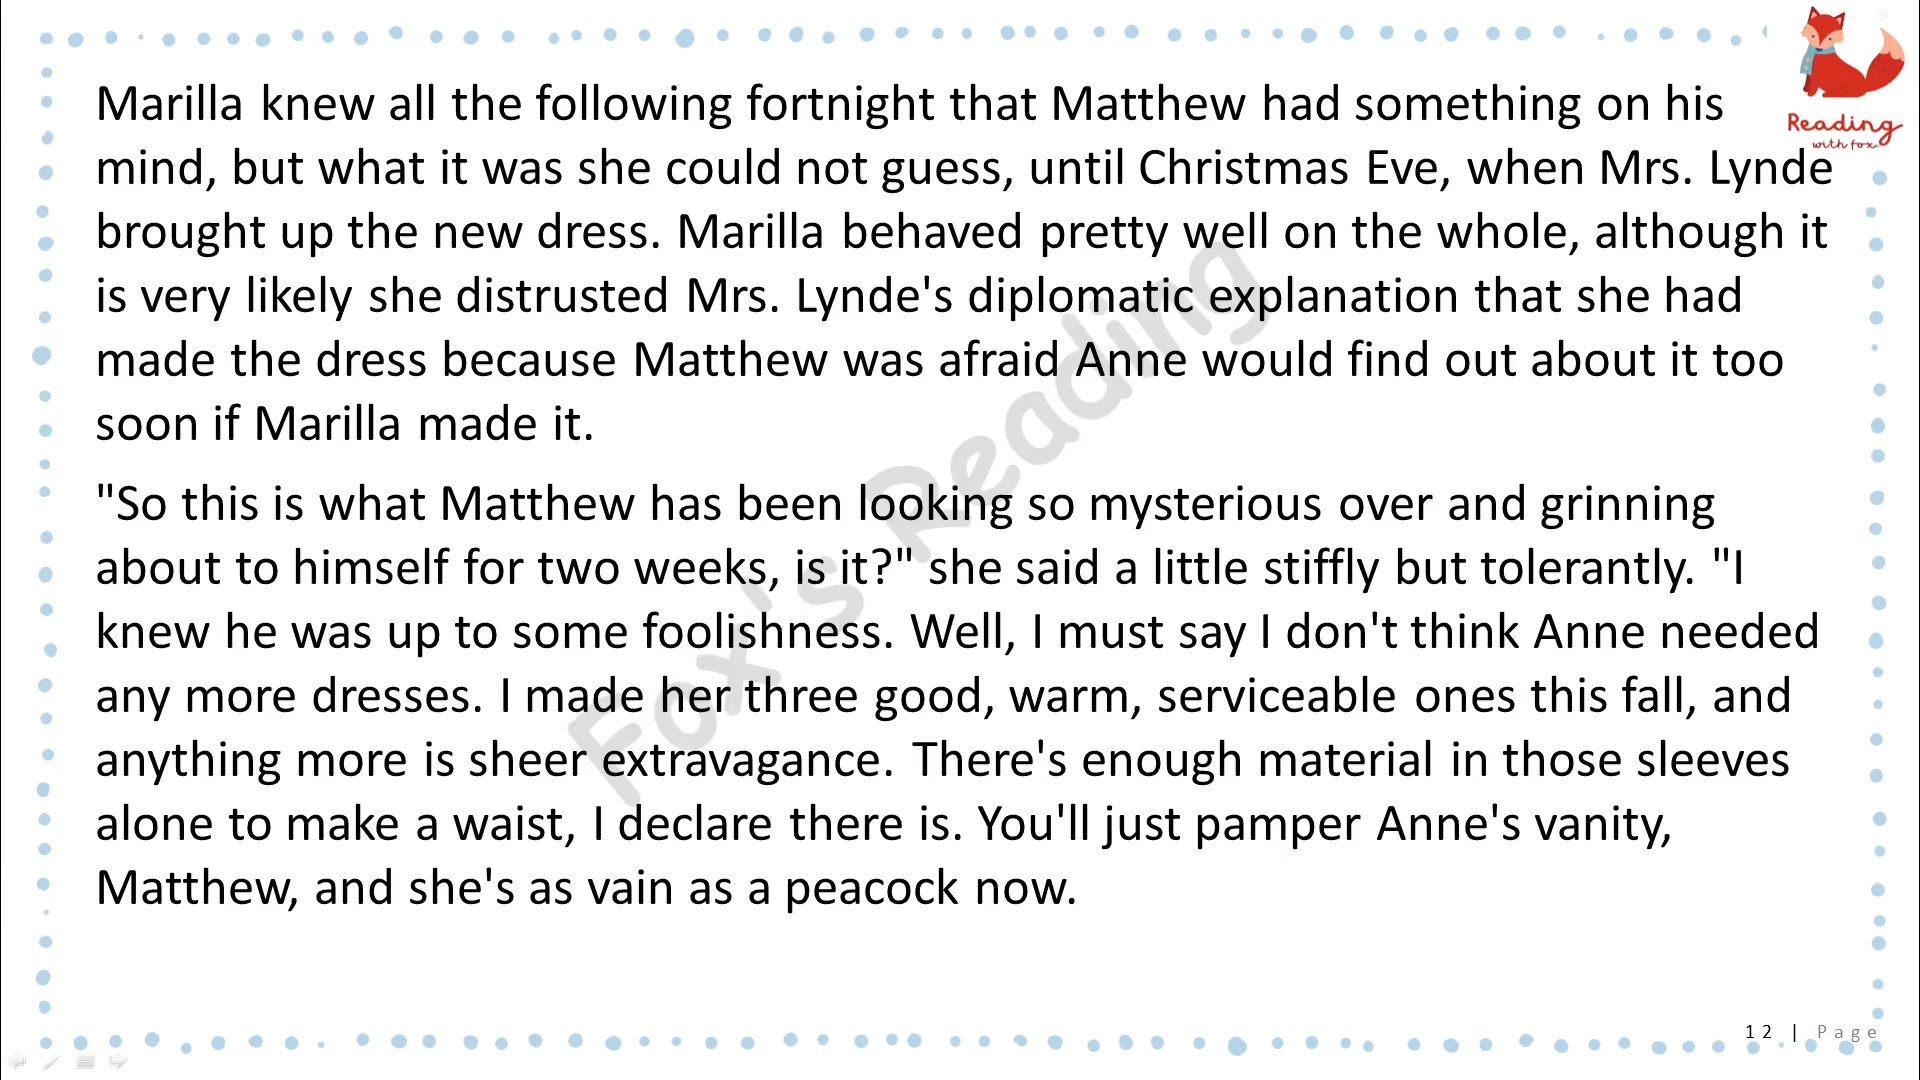 Marilla knew all the following fortnight that Matthew had something on his
mind, but what it was she could not guess, until Christmas Eve, when Mrs. Lynde
brought up the new dress. Marilla behaved pretty well on the whole, although it
is very likely she distrusted Mrs. Lynde's diplomatic explanation that she had
made the dress because Matthew was afraid Anne would find out about it too
soon if Marilla made it.
"So this is what Matthew has been looking so mysterious over and grinning
about to himself for two weeks, is it?" she said a little stiffly but tolerantly. "I
knew he was up to some foolishness. Well, I must say I don't think Anne needed
any more dresses. I made her three good, warm, serviceable ones this fall, and
anything more is sheer extravagance. There's enough material in those sleeves
alone to make a waist, I declare there is. You'll just pamper Anne's vanity,
Matthew, and she's as vain as a peacock now.
Reading
with fox
Fox's Reading
12 | Page